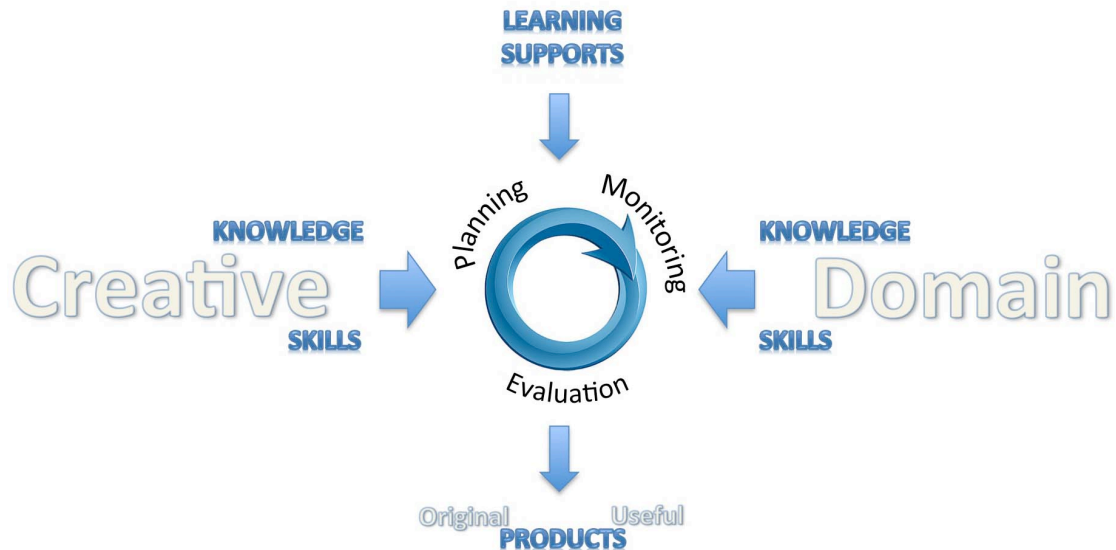 LEARNING
SUPPORTS
Planning
Monitoring
KNOWLEDGE
Creative
SKILLS
KNOWLEDGE
Domain
SKILLS
Evaluation
Original
Useful
PRODUCTS